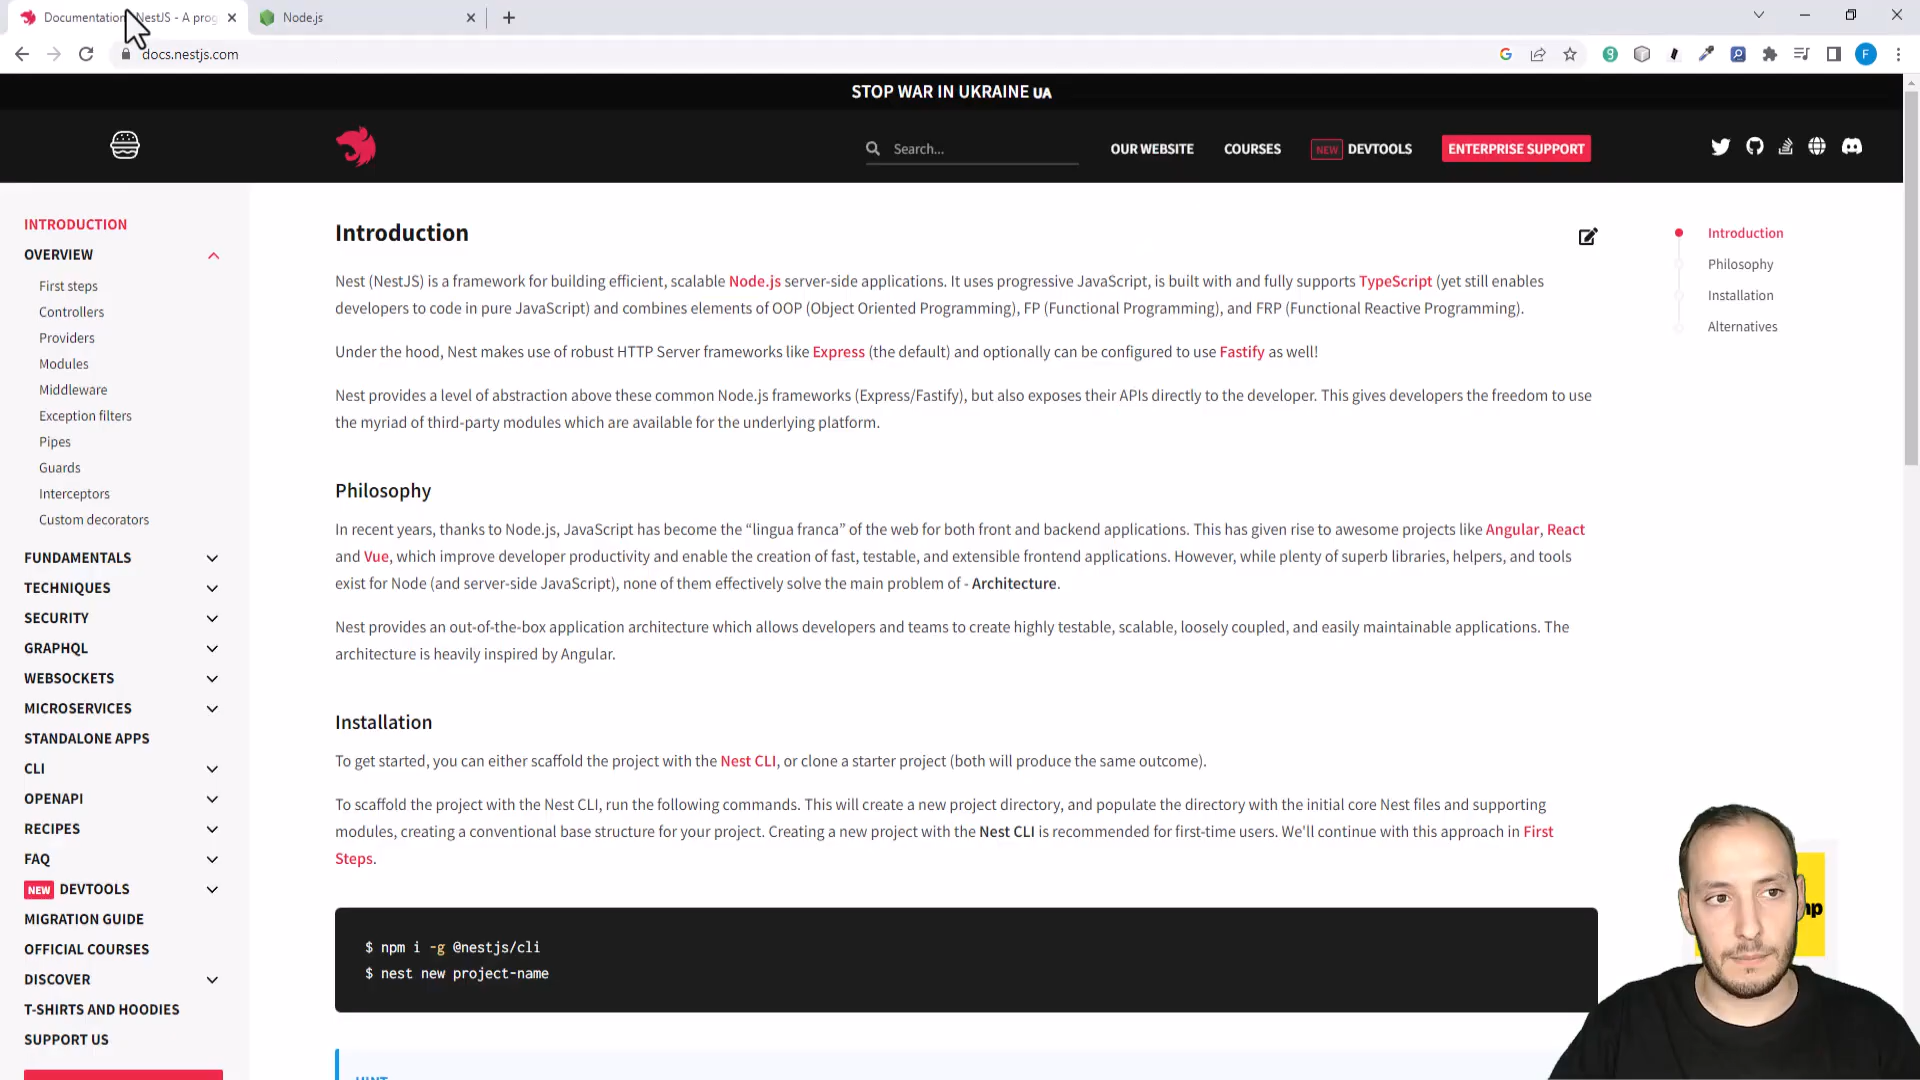 Documentation NestJS - A prog
Node.js
docs.nestjs.com
F
STOP WAR IN UKRAINE UA
Search...
OUR WEBSITE
COURSES
NEW DEVTOOLS
ENTERPRISE SUPPORT
INTRODUCTION
OVERVIEW
First steps
Controllers
Providers
Modules
Middleware
Exception filters
Pipes
Guards
Interceptors
Custom decorators
FUNDAMENTALS
TECHNIQUES
SECURITY
GRAPHQL
WEBSOCKETS
MICROSERVICES
STANDALONE APPS
CLI
OPENAPI
RECIPES
FAQ
NEW DEVTOOLS
MIGRATION GUIDE
OFFICIAL COURSES
DISCOVER
T-SHIRTS AND HOODIES
SUPPORT US
Introduction
Nest (NestJS) is a framework for building efficient, scalable Node.js server-side applications. It uses progressive JavaScript, is built with and fully supports TypeScript (yet still enables
developers to code in pure JavaScript) and combines elements of OOP (Object Oriented Programming), FP (Functional Programming), and FRP (Functional Reactive Programming).
Under the hood, Nest makes use of robust HTTP Server frameworks like Express (the default) and optionally can be configured to use Fastify as well!
Nest provides a level of abstraction above these common Node.js frameworks (Express/Fastify), but also exposes their APIs directly to the developer. This gives developers the freedom to use
the myriad of third-party modules which are available for the underlying platform.
Philosophy
In recent years, thanks to Node.js, JavaScript has become the “lingua franca” of the web for both front and backend applications. This has given rise to awesome projects like Angular, React
and Vue, which improve developer productivity and enable the creation of fast, testable, and extensible frontend applications. However, while plenty of superb libraries, helpers, and tools
exist for Node (and server-side JavaScript), none of them effectively solve the main problem of - Architecture.
Nest provides an out-of-the-box application architecture which allows developers and teams to create highly testable, scalable, loosely coupled, and easily maintainable applications. The
architecture is heavily inspired by Angular.
Installation
To get started, you can either scaffold the project with the Nest CLI, or clone a starter project (both will produce the same outcome).
To scaffold the project with the Nest CLI, run the following commands. This will create a new project directory, and populate the directory with the initial core Nest files and supporting
modules, creating a conventional base structure for your project. Creating a new project with the Nest CLI is recommended for first-time users. We'll continue with this approach in First
Steps.
$ npm i -g @nestjs/cli
$ nest new project-name
HINT
Introduction
Philosophy
Installation
Alternatives